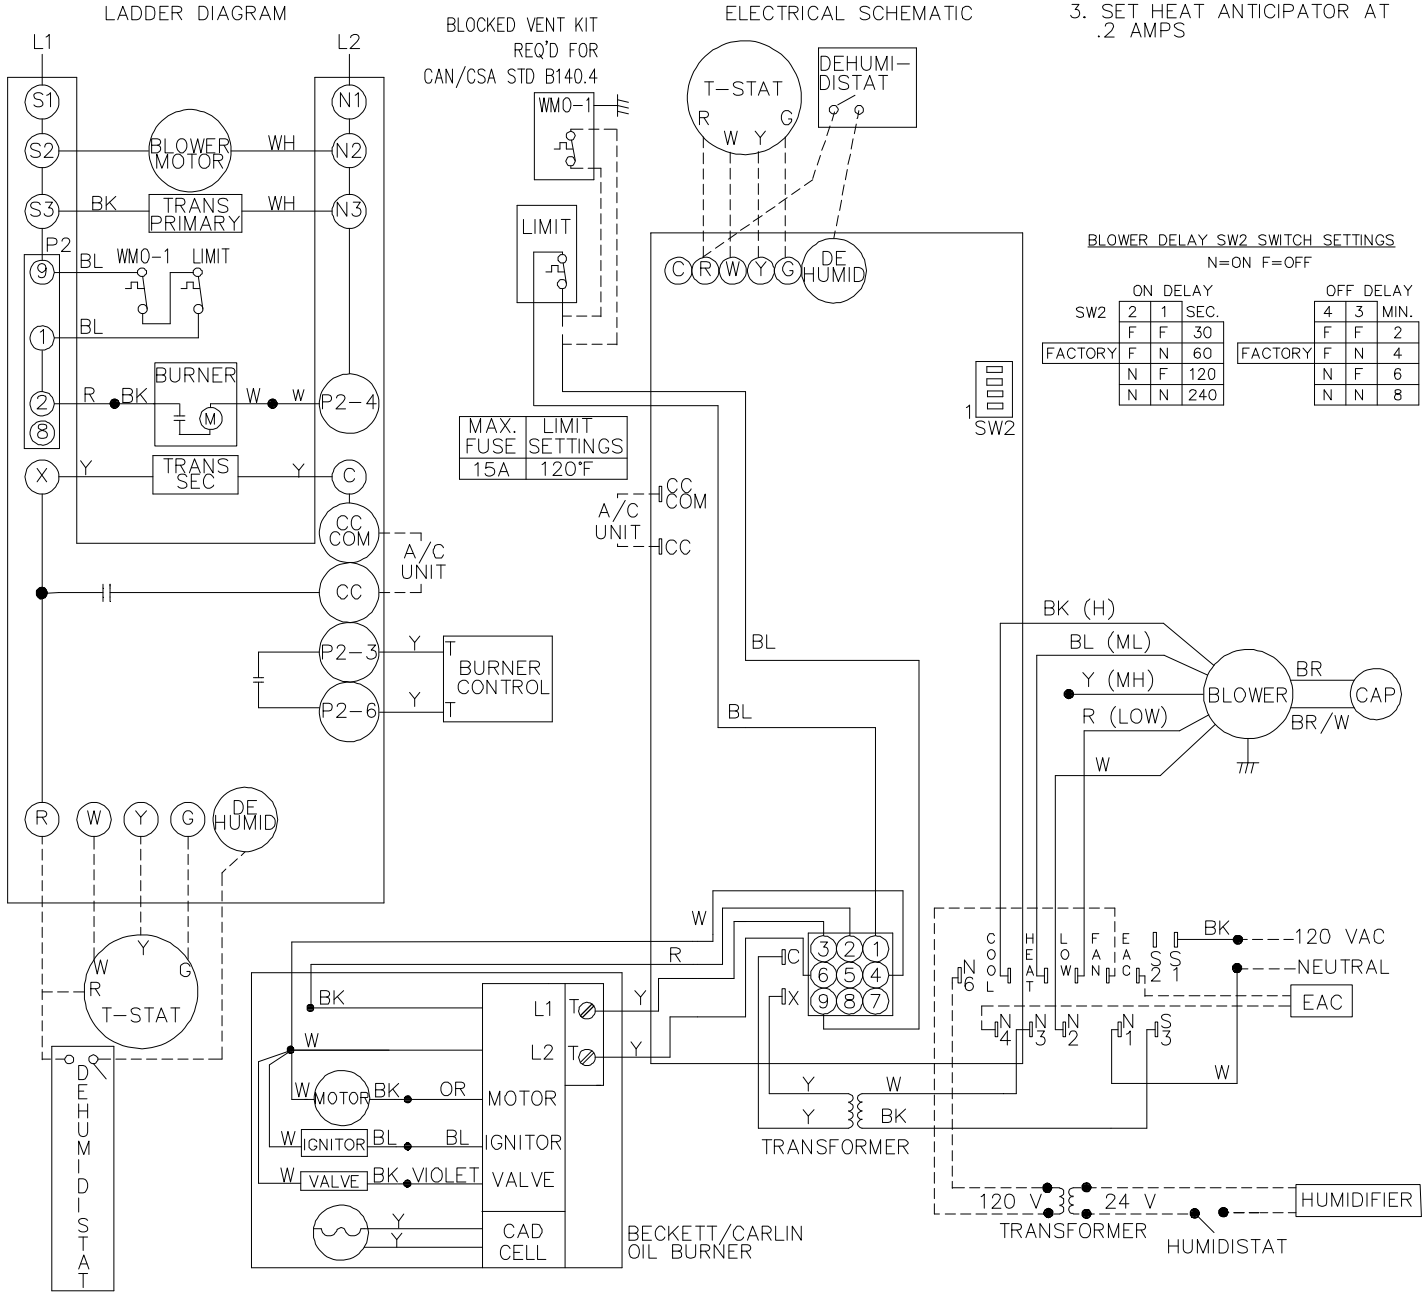 LADDER DIAGRAM
L1
L2
S1
N1
S2
BLOWER
MOTOR
WH
N2
S3
BK
TRANS
PRIMARY
WH
N3
P2
9
BL
WMO-1
LIMIT
1
BL
BURNER
2
R
BK
M
W
W
P2-4
8
X
Y
TRANS
SEC
Y
C
CC
COM
A/C
UNIT
CC
P2-3
Y
T
BURNER
CONTROL
P2-6
Y
T
R
W
Y
G
DE
HUMID
W
Y
G
R
T-STAT
DEHUMIDISTAT
BLOCKED VENT KIT
REQ'D FOR
CAN/CSA STD B140.4
WMO-1
LIMIT
MAX.
FUSE
LIMIT
SETTINGS
15A
120°F
ELECTRICAL SCHEMATIC
T-STAT
R
W
Y
G
DEHUMI-
DISTAT
C
R
W
Y
G
DE
HUMID
3. SET HEAT ANTICIPATOR AT
.2 AMPS
BLOWER DELAY SW2 SWITCH SETTINGS
N=ON F=OFF
ON DELAY
SW2 2 1 SEC.
F F 30
FACTORY F N 60
N F 120
N N 240
OFF DELAY
4 3 MIN.
F F 2
FACTORY F N 4
N F 6
N N 8
1
SW2
CC
COM
A/C
UNIT
CC
BL
BL
BK (H)
BL (ML)
Y (MH)
R (LOW)
W
BLOWER
BR
BR/W
CAP
W
R
C
X
3 2 1
6 5 4
9 8 7
N6
COOL
HEAT
LOW
FAN
EAC
S2
S1
BK
120 VAC
NEUTRAL
EAC
N4
N3
N2
N1
S3
W
Y
W
Y
BK
TRANSFORMER
BK
L1
T
Y
W
L2
T
Y
W
MOTOR
BK
OR
MOTOR
W
IGNITOR
BL
BL
IGNITOR
W
VALVE
BK
VIOLET
VALVE
Y
Y
CAD
CELL
BECKETT/CARLIN
OIL BURNER
120 V
24 V
TRANSFORMER
HUMIDIFIER
HUMIDISTAT